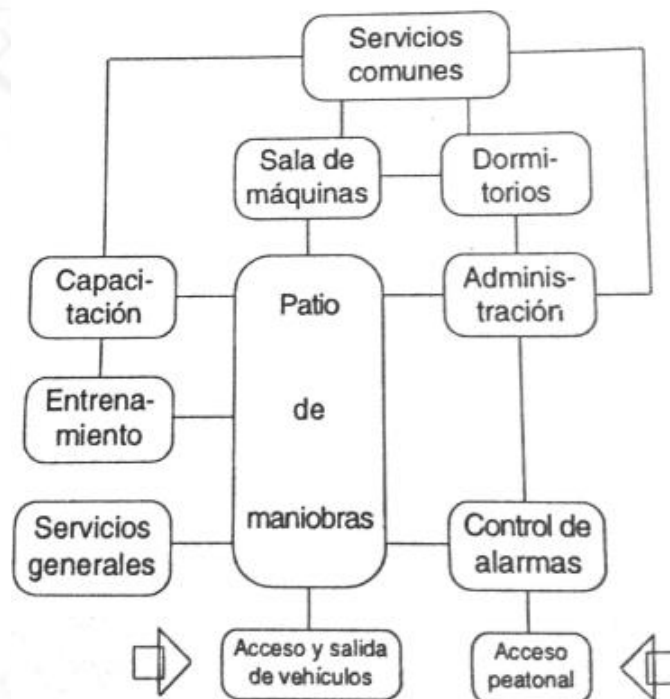 Servicios
comunes
Sala de
máquinas
Dormi-
torios
Capaci-
tación
Patio
de
maniobras
Adminis-
tración
Entrena-
miento
Servicios
generales
Control de
alarmas
Acceso y salida
de vehículos
Acceso
peatonal